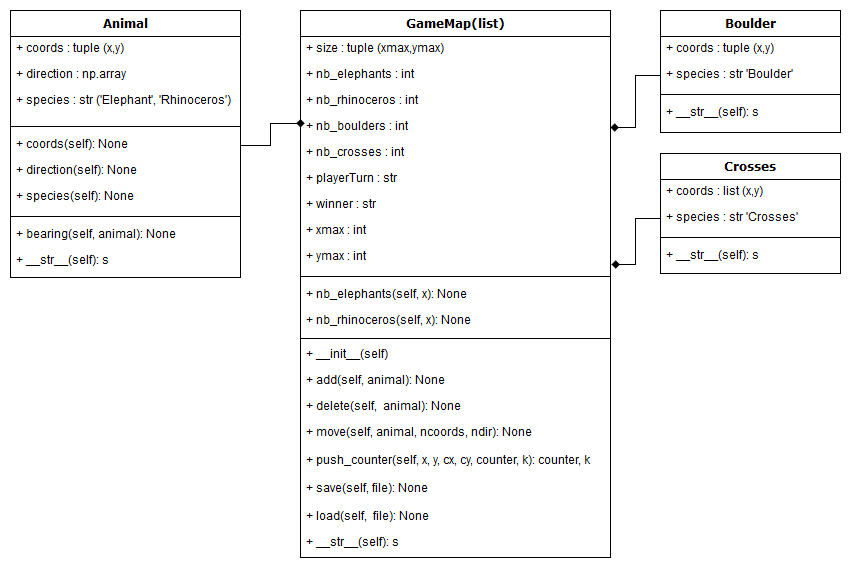 Animal
+ coords : tuple (x,y)
+ direction : np.array
+ species : str ('Elephant', 'Rhinoceros')
+ coords(self): None
+ direction(self): None
+ species(self): None
+ bearing(self, animal): None
+ __str__(self): s
GameMap(list)
+ size : tuple (xmax,ymax)
+ nb_elephants : int
+ nb_rhinoceros : int
+ nb_boulders : int
+ nb_crosses : int
+ playerTurn : str
+ winner : str
+ xmax : int
+ ymax : int
+ nb_elephants(self, x): None
+ nb_rhinoceros(self, x): None
+ __init__(self)
+ add(self, animal): None
+ delete(self, animal): None
+ move(self, animal, ncoords, ndir): None
+ push_counter(self, x, y, cx, cy, counter, k): counter, k
+ save(self, file): None
+ load(self, file): None
+ __str__(self): s
Boulder
+ coords : tuple (x,y)
+ species : str 'Boulder'
+ __str__(self): s
Crosses
+ coords : list (x,y)
+ species : str 'Crosses'
+ __str__(self): s